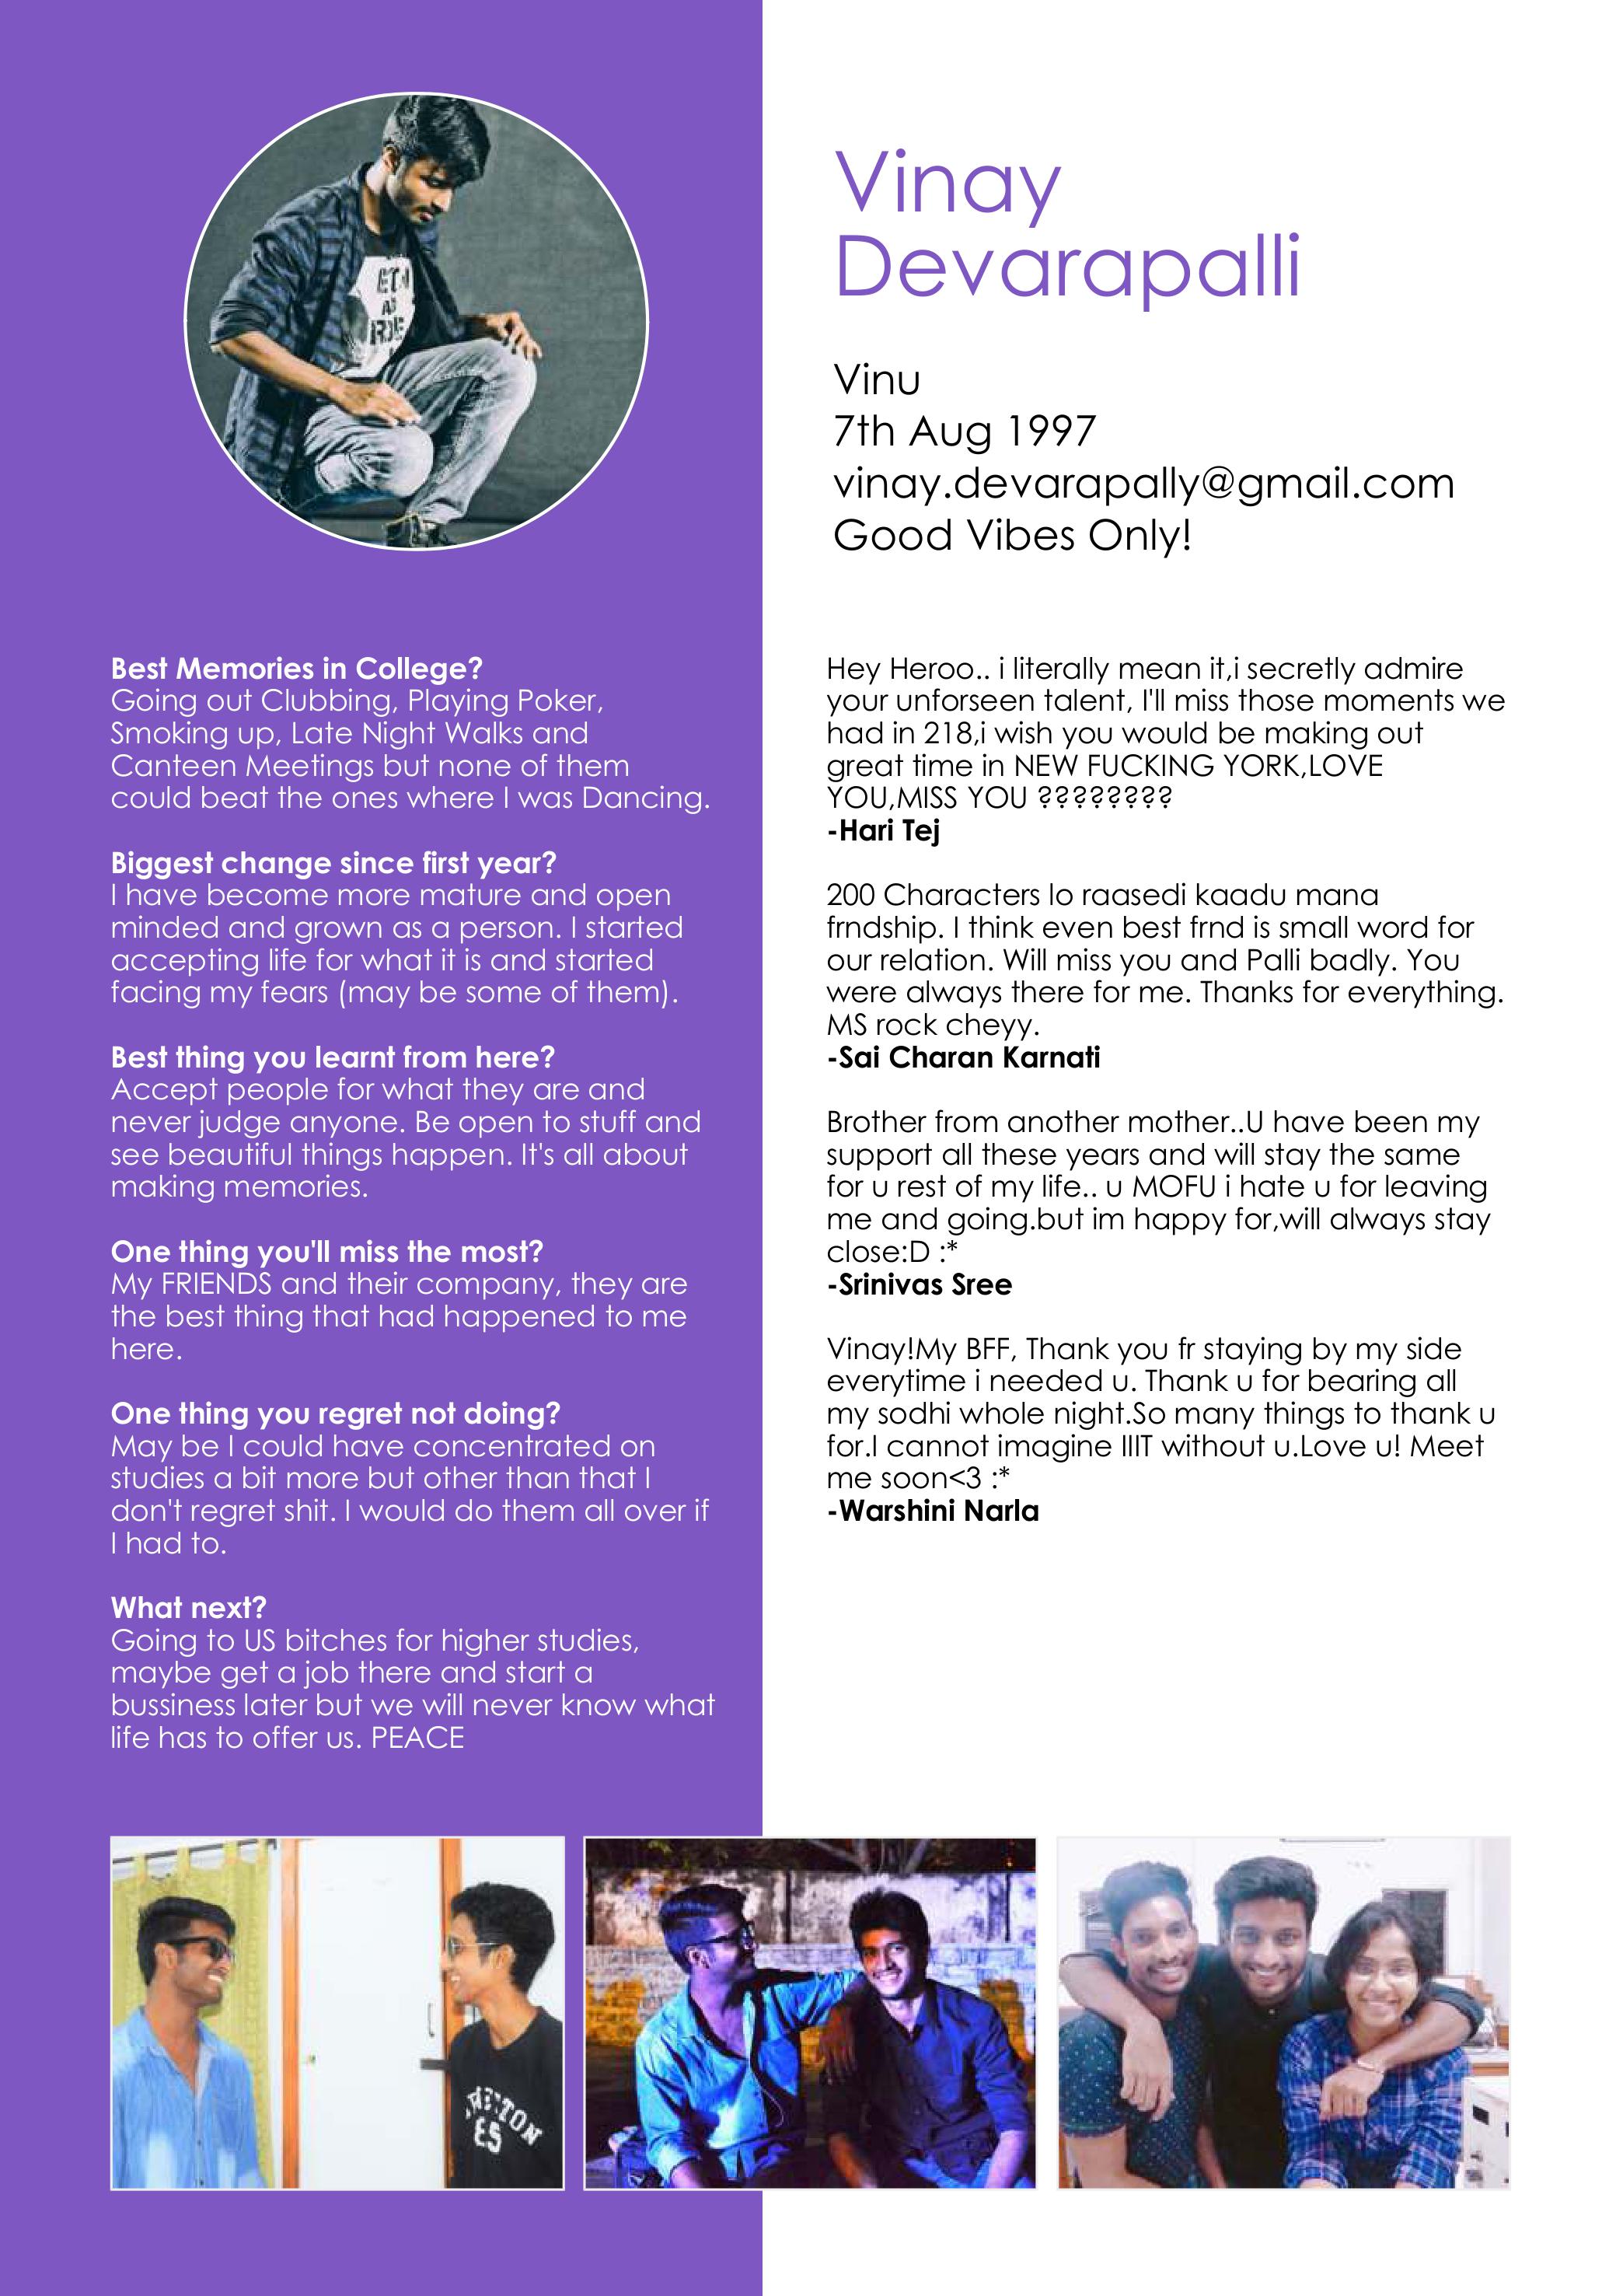 Vinay
Devarapalli
Vinu
7th Aug 1997
vinay.devarapally@gmail.com
Good Vibes Only!
Best Memories in College?
Going out Clubbing, Playing Poker,
Smoking up, Late Night Walks and
Canteen Meetings but none of them
could beat the ones where I was Dancing.
Biggest change since first year?
I have become more mature and open
minded and grown as a person. I started
accepting life for what it is and started
facing my fears (may be some of them).
Best thing you learnt from here?
Accept people for what they are and
never judge anyone. Be open to stuff and
see beautiful things happen. It's all about
making memories.
One thing you'll miss the most?
My FRIENDS and their company, they are
the best thing that had happened to me
here.
One thing you regret not doing?
May be I could have concentrated on
studies a bit more but other than that I
don't regret shit. I would do them all over if
I had to.
What next?
Going to US bitches for higher studies,
maybe get a job there and start a
bussiness later but we will never know what
life has to offer us. PEACE
Hey Heroo.. i literally mean it,i secretly admire
your unforseen talent, I'll miss those moments we
had in 218,i wish you would be making out
great time in NEW FUCKING YORK,LOVE
YOU,MISS YOU ????????
-Hari Tej
200 Characters lo raasedi kaadu mana
frndship. I think even best frnd is small word for
our relation. Will miss you and Palli badly. You
were always there for me. Thanks for everything.
MS rock cheyy.
-Sai Charan Karnati
Brother from another mother..U have been my
support all these years and will stay the same
for u rest of my life.. u MOFU i hate u for leaving
me and going.but im happy for,will always stay
close:D :*
-Srinivas Sree
Vinay!My BFF, Thank you fr staying by my side
everytime i needed u. Thank u for bearing all
my sodhi whole night.So many things to thank u
for.I cannot imagine IIIT without u.Love u! Meet
me soon<3 :*
-Warshini Narla